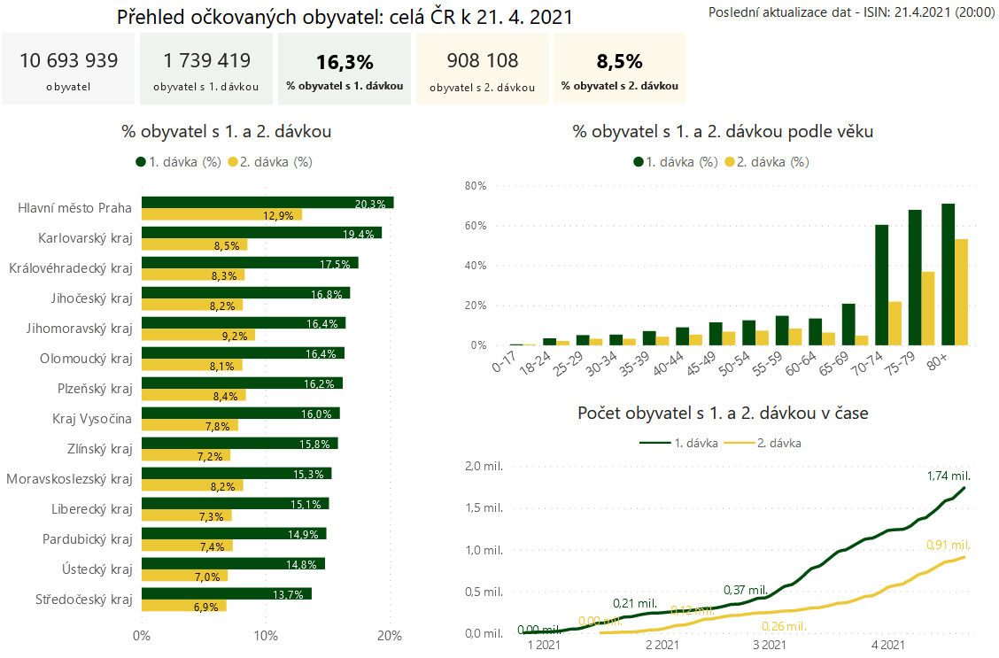 Přehled očkovaných obyvatel: celá ČR k 21. 4. 2021
Poslední aktualizace dat - ISIN: 21.4.2021 (20:00)
10 693 939
obyvatel
1 739 419
obyvatel s 1. dávkou
16,3%
% obyvatel s 1. dávkou
908 108
obyvatel s 2. dávkou
8,5%
% obyvatel s 2. dávkou
% obyvatel s 1. a 2. dávkou
1. dávka (%) 2. dávka (%)
Hlavní město Praha 20,3%
12,9%
Karlovarský kraj 19,4%
8,5%
Královéhradecký kraj 17,5%
8,3%
Jihočeský kraj 16,8%
8,2%
Jihomoravský kraj 16,4%
9,2%
Olomoucký kraj 16,4%
8,1%
Plzeňský kraj 16,2%
8,4%
Kraj Vysočina 16,0%
7,8%
Zlínský kraj 15,8%
7,2%
Moravskoslezský kraj 15,3%
8,2%
Liberecký kraj 15,1%
7,3%
Pardubický kraj 14,9%
7,4%
Ústecký kraj 14,8%
7,0%
Středočeský kraj 13,7%
6,9%
0% 10% 20%
% obyvatel s 1. a 2. dávkou podle věku
1. dávka (%) 2. dávka (%)
80%
60%
40%
20%
0%
0-17 18-24 25-29 30-34 35-39 40-44 45-49 50-54 55-59 60-64 65-69 70-74 75-79 80+
Počet obyvatel s 1. a 2. dávkou v čase
1. dávka 2. dávka
2,0 mil.
1,74 mil.
1,5 mil.
1,0 mil.
0,91 mil.
0,5 mil.
0,37 mil.
0,21 mil.
0,12 mil.
0,00 mil.
0,26 mil.
0,0 mil.
0,00 mil.
1 2021 2 2021 3 2021 4 2021